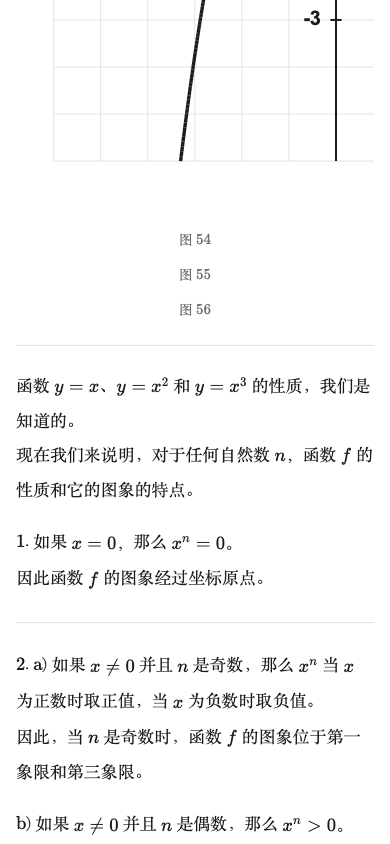 -3
图 54
图 55
图 56
函数 y = x、y = x² 和 y = x³ 的性质，我们是
知道的。
现在我们来说明，对于任何自然数 n，函数 f 的
性质和它的图象的特点。
1. 如果 x = 0，那么 xⁿ = 0。
因此函数 f 的图象经过坐标原点。
2. a) 如果 x ≠ 0 并且 n 是奇数，那么 xⁿ 当 x
为正数时取正值，当 x 为负数时取负值。
因此，当 n 是奇数时，函数 f 的图象位于第一
象限和第三象限。
b) 如果 x ≠ 0 并且 n 是偶数，那么 xⁿ > 0。